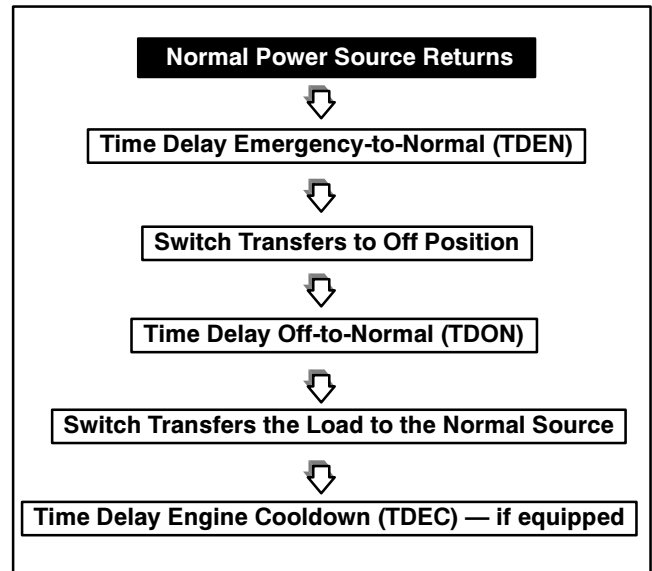 Normal Power Source Returns
Time Delay Emergency-to-Normal (TDEN)
Switch Transfers to Off Position
Time Delay Off-to-Normal (TDON)
Switch Transfers the Load to the Normal Source
Time Delay Engine Cooldown (TDEC) — if equipped